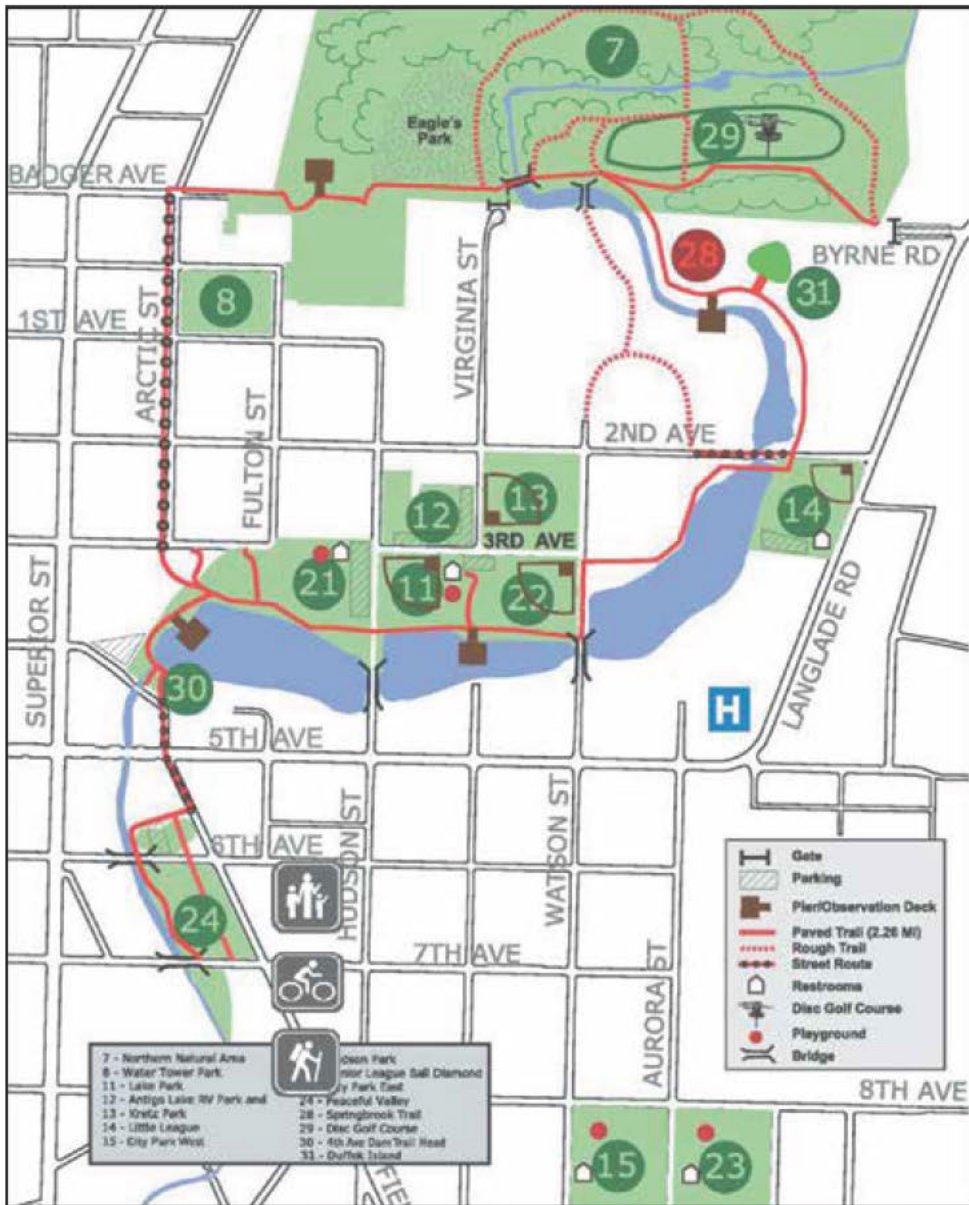 7
Eagle's
Park
29
BADGER AVE
28
BYRNE RD
31
8
1ST AVE
ARCTIC ST
VIRGINIA ST
FULTON ST
2ND AVE
13
12
14
3RD AVE
21
11
22
SUPERIOR ST
LANGLADE RD
30
H
5TH AVE
HUDSON ST
WATSON ST
6TH AVE
24
7TH AVE
AURORA ST
8TH AVE
15
23
Gate
Parking
Pier/Observation Deck
Paved Trail (2.26 MI)
Rough Trail
Street Route
Restrooms
Disc Golf Course
Playground
Bridge
7 - Northern Natural Area
8 - Water Tower Park
11 - Lake Park
12 - Antigo Lake RV Park and
13 - Kretz Park
14 - Little League
15 - City Park West
Park
League Ball Diamond
Park East
24 - Peaceful Valley
28 - Springbrook Trail
29 - Disc Golf Course
30 - 4th Ave Dam Trail Head
31 - Duffek Island